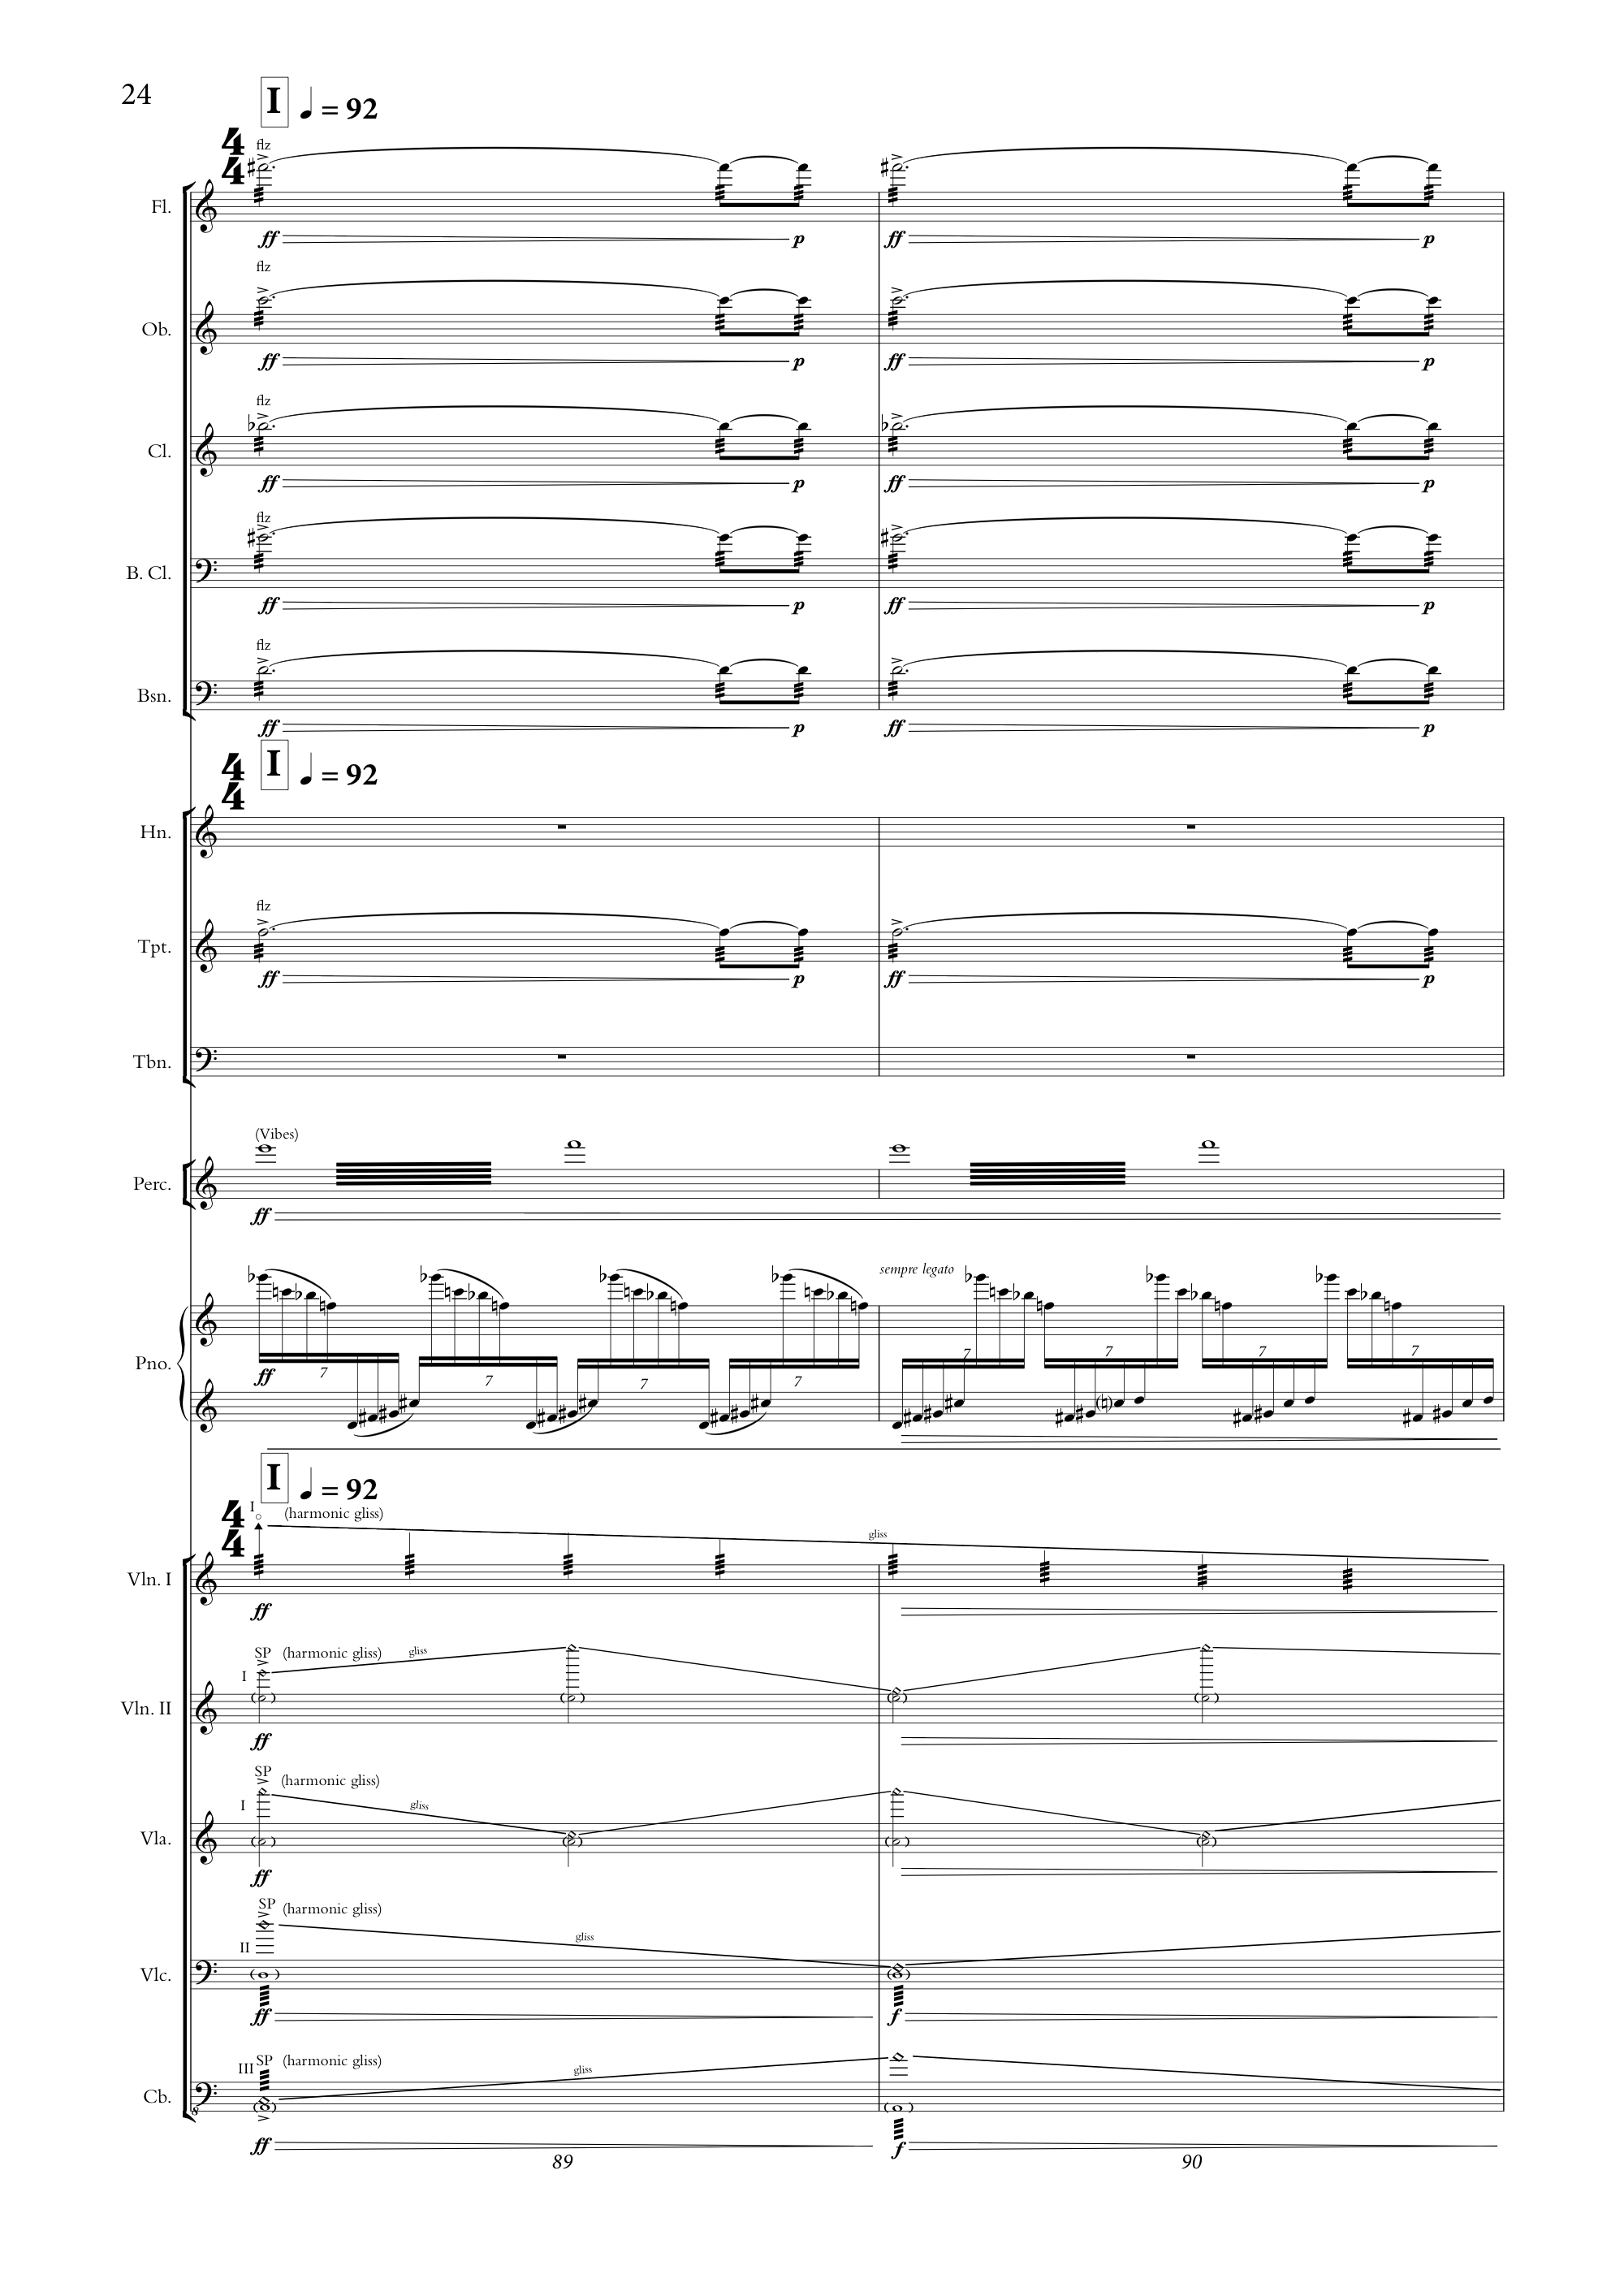 24
I = 92
4
4
flz
Fl.
ff p ff p
flz
Ob.
ff p ff p
flz
Cl.
ff p ff p
flz
B. Cl.
ff p ff p
flz
Bsn.
ff p ff p
I = 92
4
4
Hn.
flz
Tpt.
ff p ff p
Tbn.
(Vibes)
Perc.
ff
sempre legato
Pno.
ff 7 7 7 7 7 7 7 7
I = 92
4
4
I (harmonic gliss)
gliss
Vln. I
ff
SP (harmonic gliss) gliss
I
Vln. II
ff
SP
(harmonic gliss)
I gliss
Vla.
ff
SP (harmonic gliss)
gliss
II
Vlc.
ff f
III SP (harmonic gliss)
gliss
Cb.
8
ff f
89 90